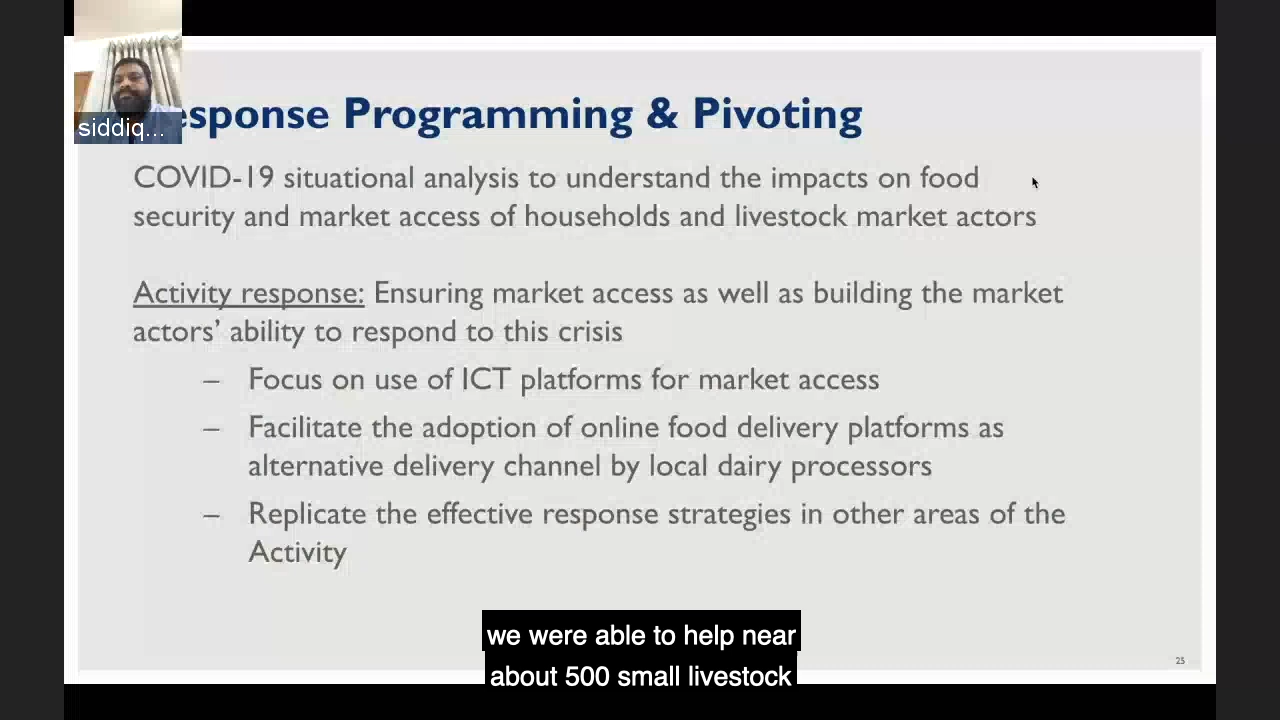 siddiq...
esponse Programming & Pivoting
COVID-19 situational analysis to understand the impacts on food
security and market access of households and livestock market actors
Activity response: Ensuring market access as well as building the market
actors’ ability to respond to this crisis
– Focus on use of ICT platforms for market access
– Facilitate the adoption of online food delivery platforms as
alternative delivery channel by local dairy processors
– Replicate the effective response strategies in other areas of the
Activity
we were able to help near
about 500 small livestock
25